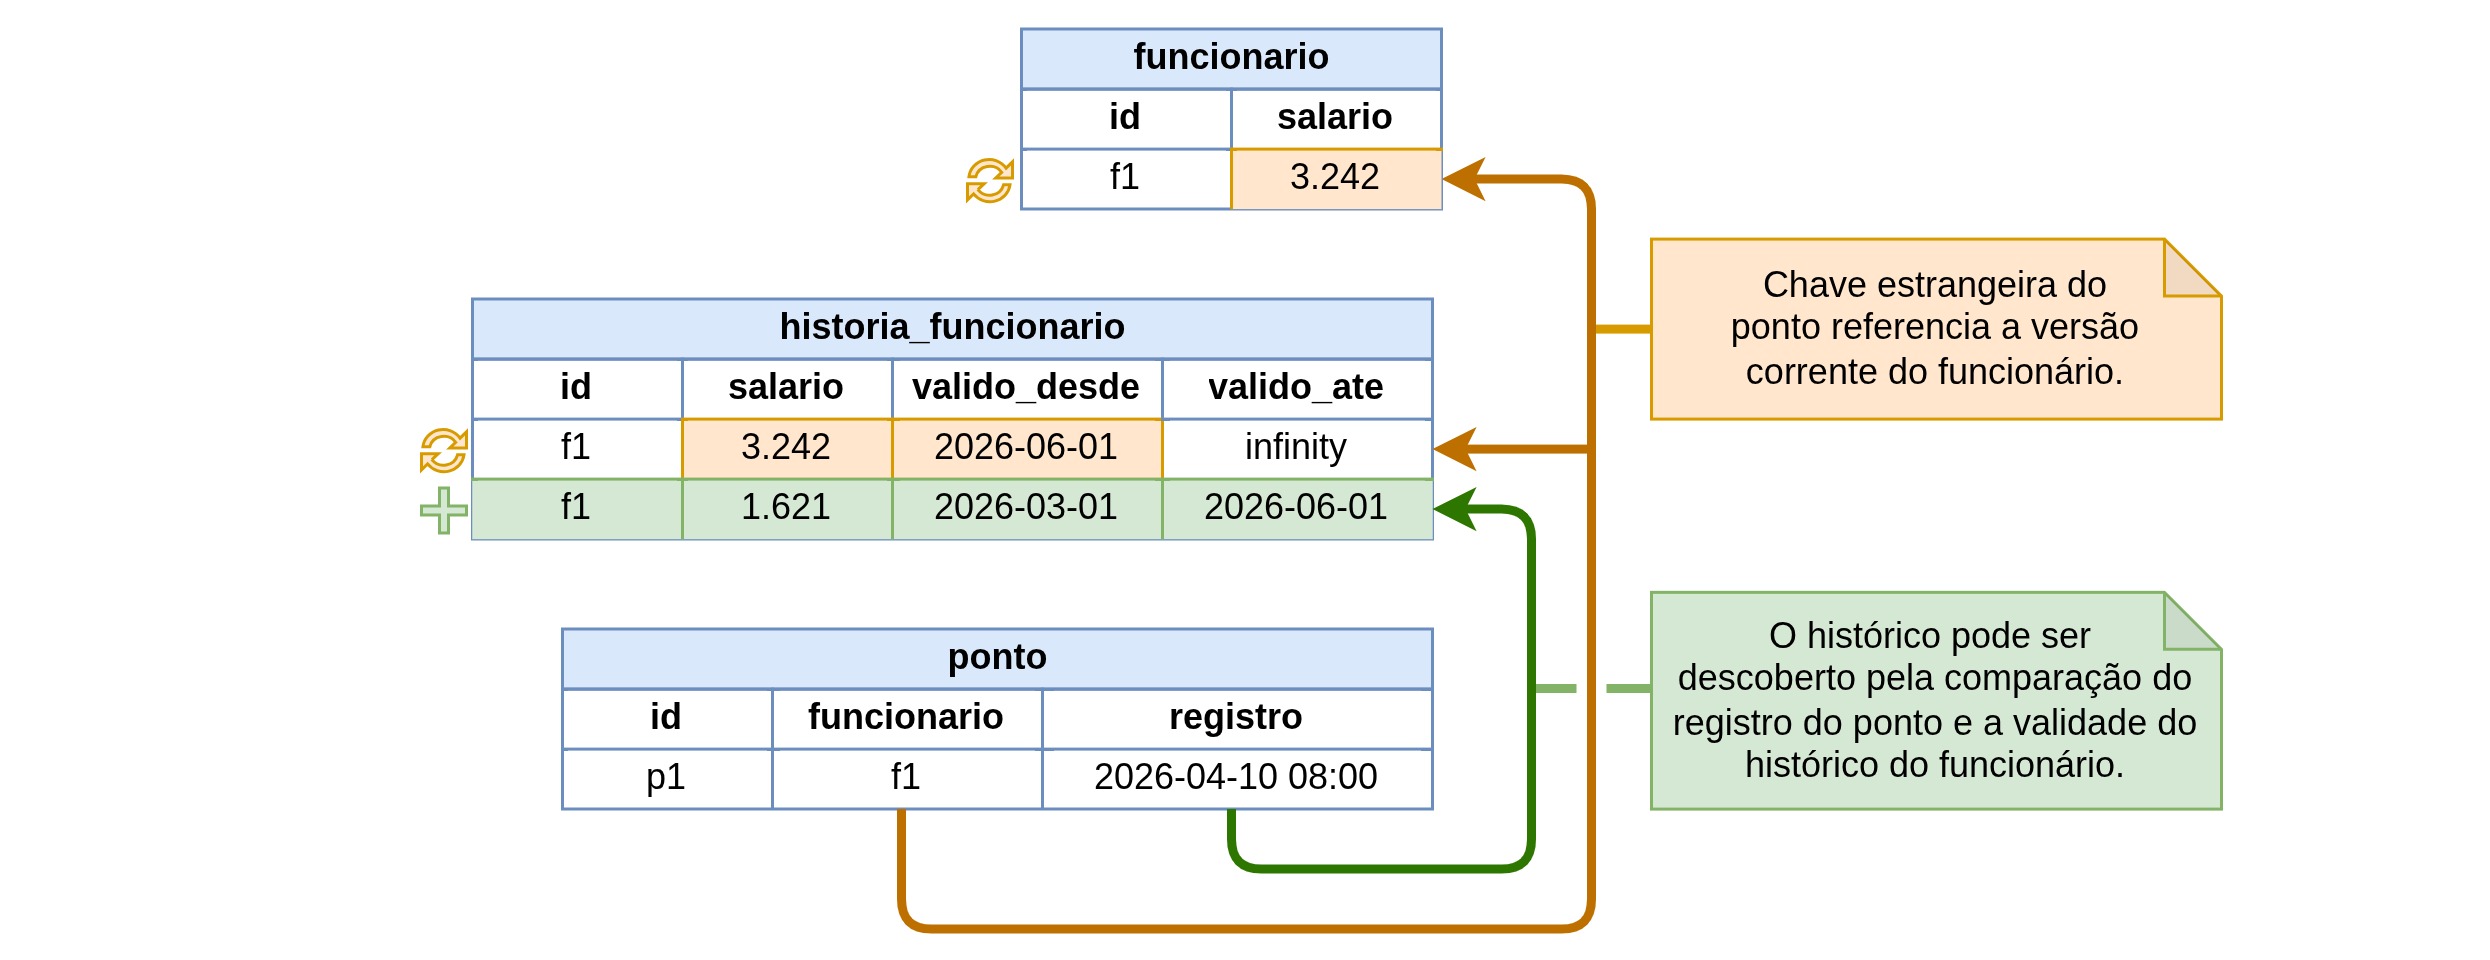 funcionario
id salario
f1 3.242
Chave estrangeira do
ponto referencia a versão
corrente do funcionário.
historia_funcionario
id salario valido_desde valido_ate
f1 3.242 2026-06-01 infinity
f1 1.621 2026-03-01 2026-06-01
O histórico pode ser
descoberto pela comparação do
registro do ponto e a validade do
histórico do funcionário.
ponto
id funcionario registro
p1 f1 2026-04-10 08:00